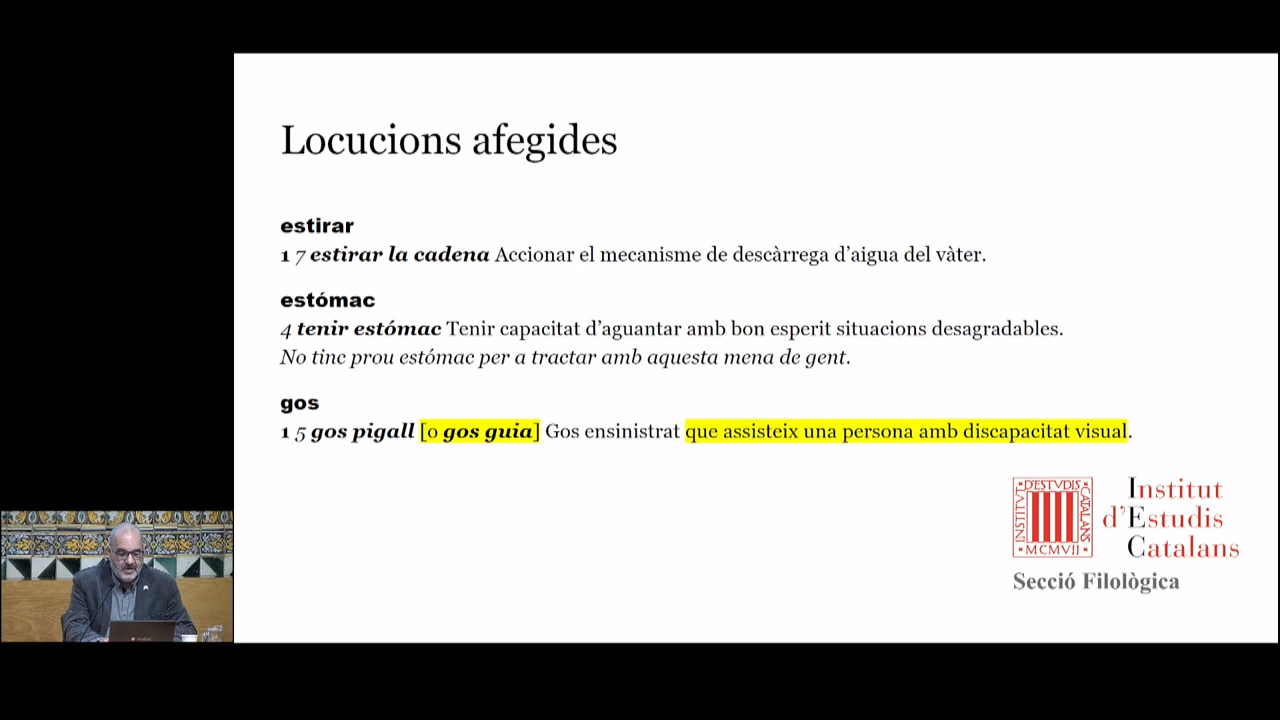 Locucions afegides
estirar
1 7 estirar la cadena Accionar el mecanisme de descàrrega d’aigua del vàter.
estómac
4 tenir estómac Tenir capacitat d’aguantar amb bon esperit situacions desagradables.
No tinc prou estómac per a tractar amb aquesta mena de gent.
gos
1 5 gos pigall [o gos guia] Gos ensinistrat que assisteix una persona amb discapacitat visual.
INSTITVT
D'ESTVDIS
CATALANS
MCMVII
Institut
d’Estudis
Catalans
Secció Filològica